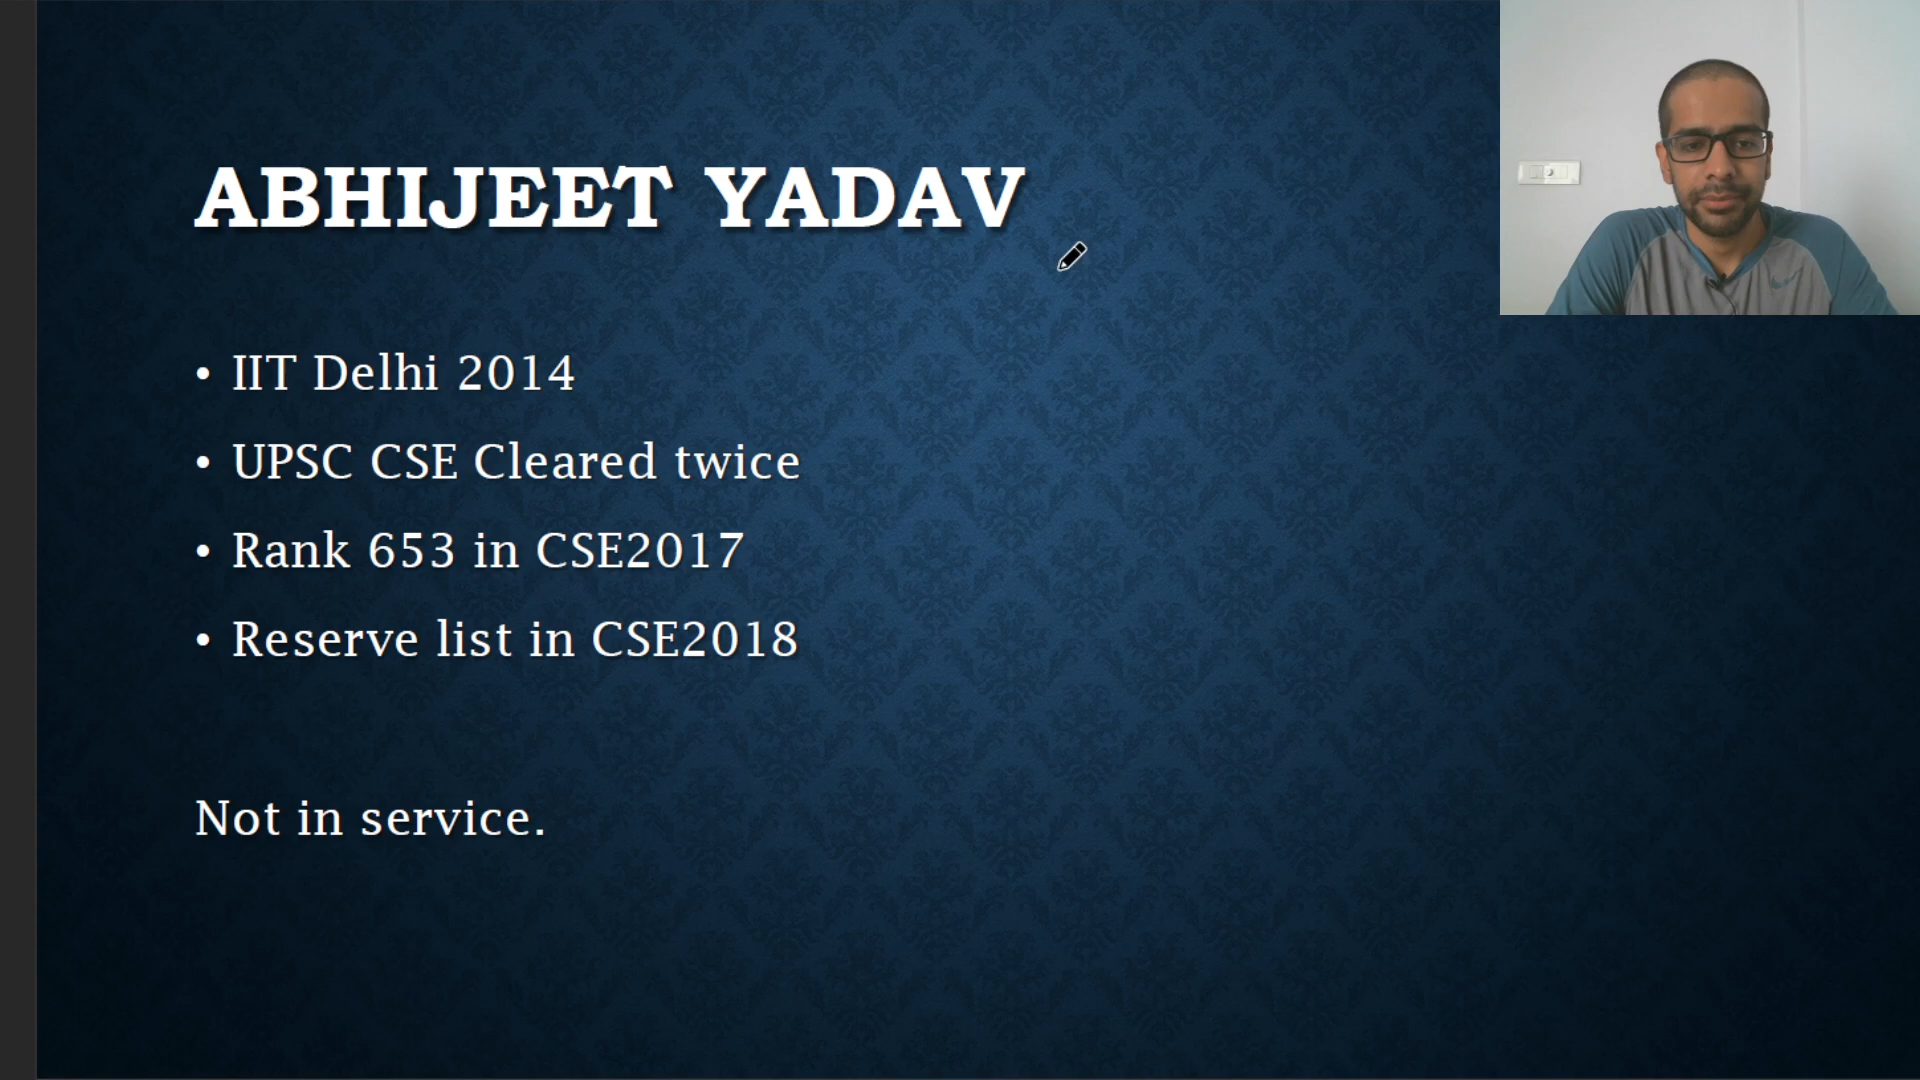 ABHIJEET YADAV
• IIT Delhi 2014
• UPSC CSE Cleared twice
• Rank 653 in CSE2017
• Reserve list in CSE2018
Not in service.